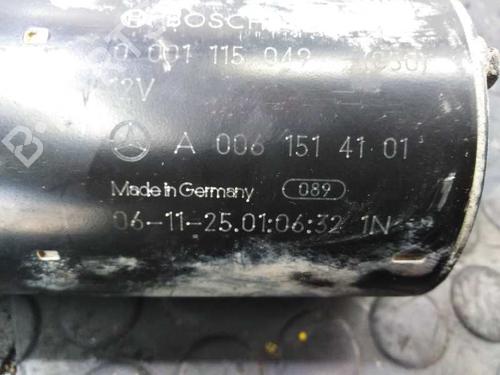 BOSCH
0 001 115 049
12V
A 006 151 41 01
Made in Germany 089
06-11-25.01:06:32 1N